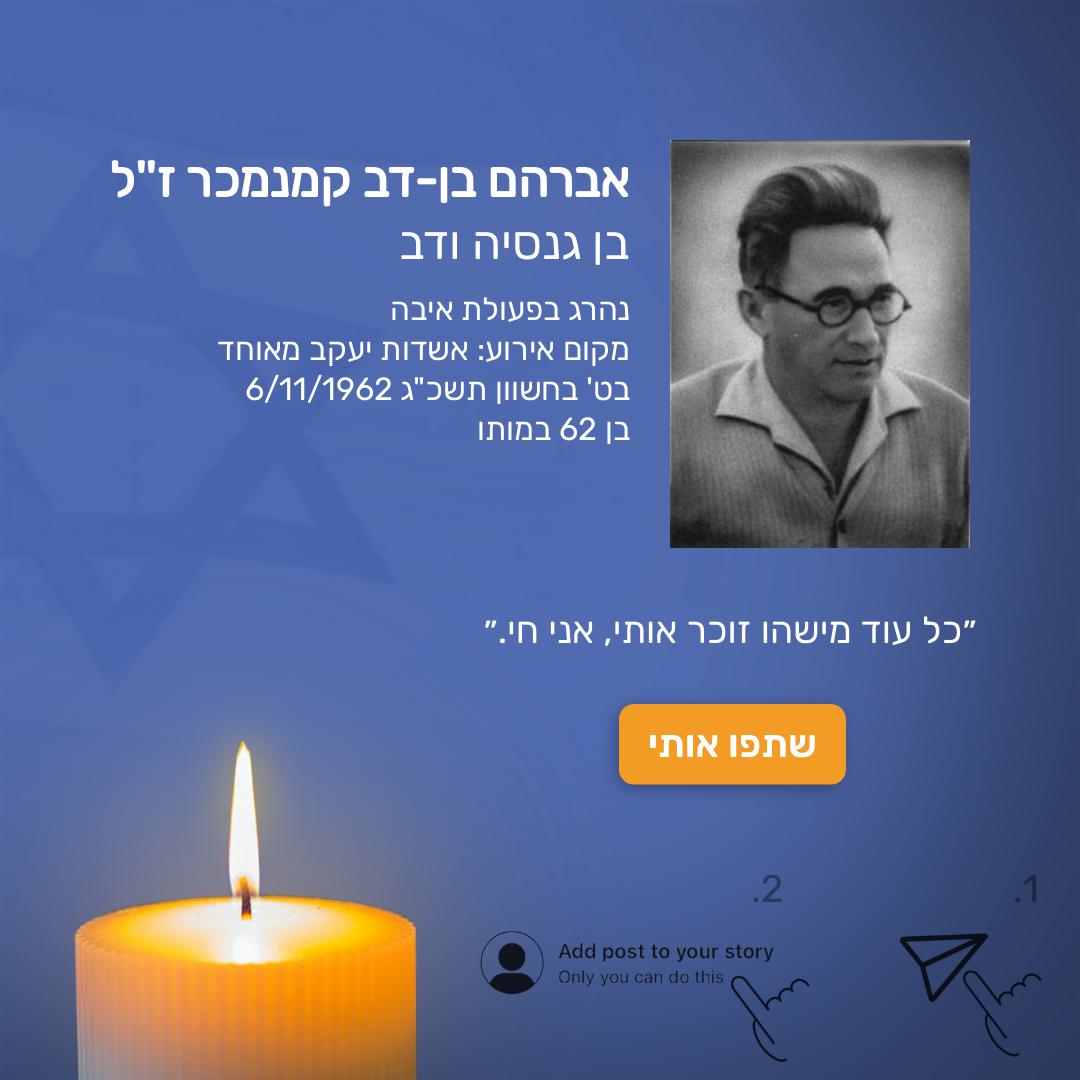 אברהם בן-דב קמנמכר ז"ל
בן גנסיה ודב
נהרג בפעולת איבה
מקום אירוע: אשדות יעקב מאוחד
בט' בחשוון תשכ"ג 6/11/1962
בן 62 במותו
״כל עוד מישהו זוכר אותי, אני חי.״
שתפו אותי
1.
2.
Add post to your story
Only you can do this